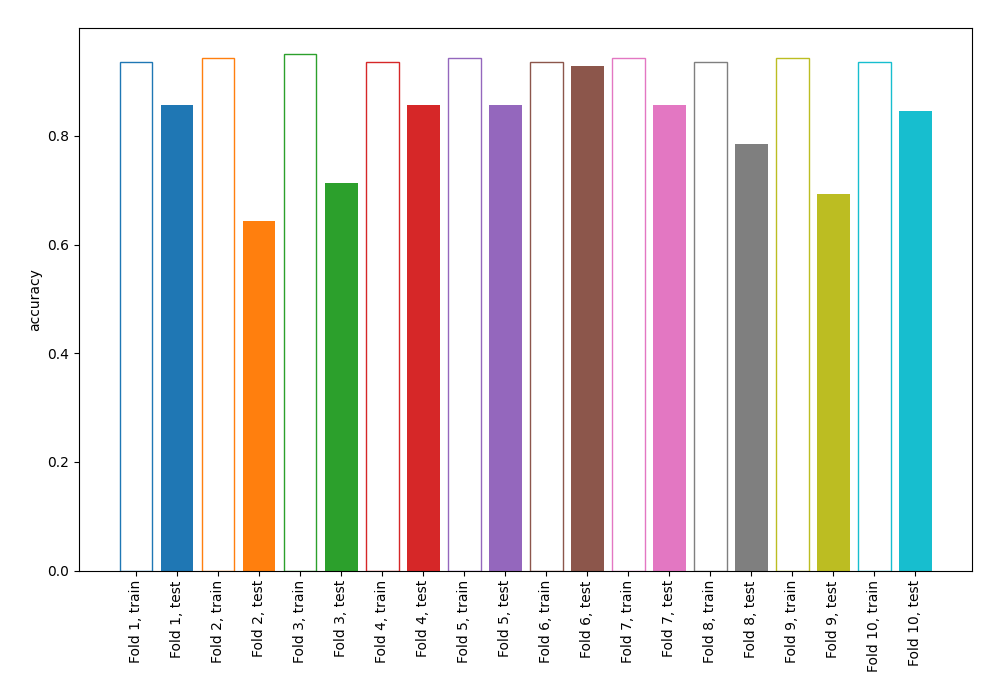 accuracy
0.8
0.6
0.4
0.2
0.0
Fold 1, train
Fold 1, test
Fold 2, train
Fold 2, test
Fold 3, train
Fold 3, test
Fold 4, train
Fold 4, test
Fold 5, train
Fold 5, test
Fold 6, train
Fold 6, test
Fold 7, train
Fold 7, test
Fold 8, train
Fold 8, test
Fold 9, train
Fold 9, test
Fold 10, train
Fold 10, test